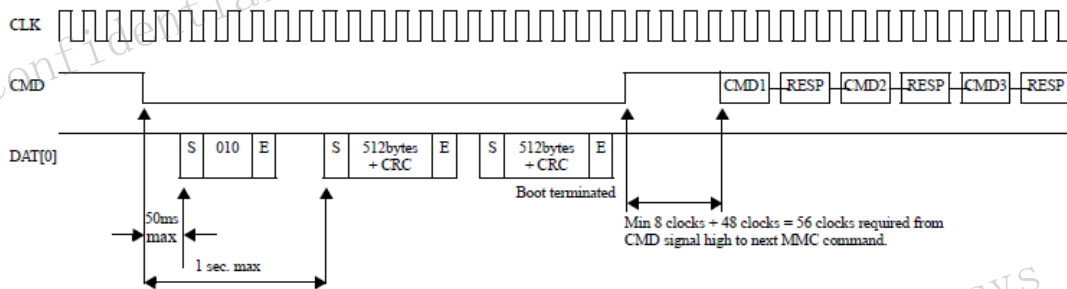 Confidential
CLK
CMD
CMD1 RESP CMD2 RESP CMD3 RESP
DAT[0]
S 010 E S 512bytes + CRC E S 512bytes + CRC E
Boot terminated
50ms
max
Min 8 clocks + 48 clocks = 56 clocks required from
CMD signal high to next MMC command.
1 sec. max